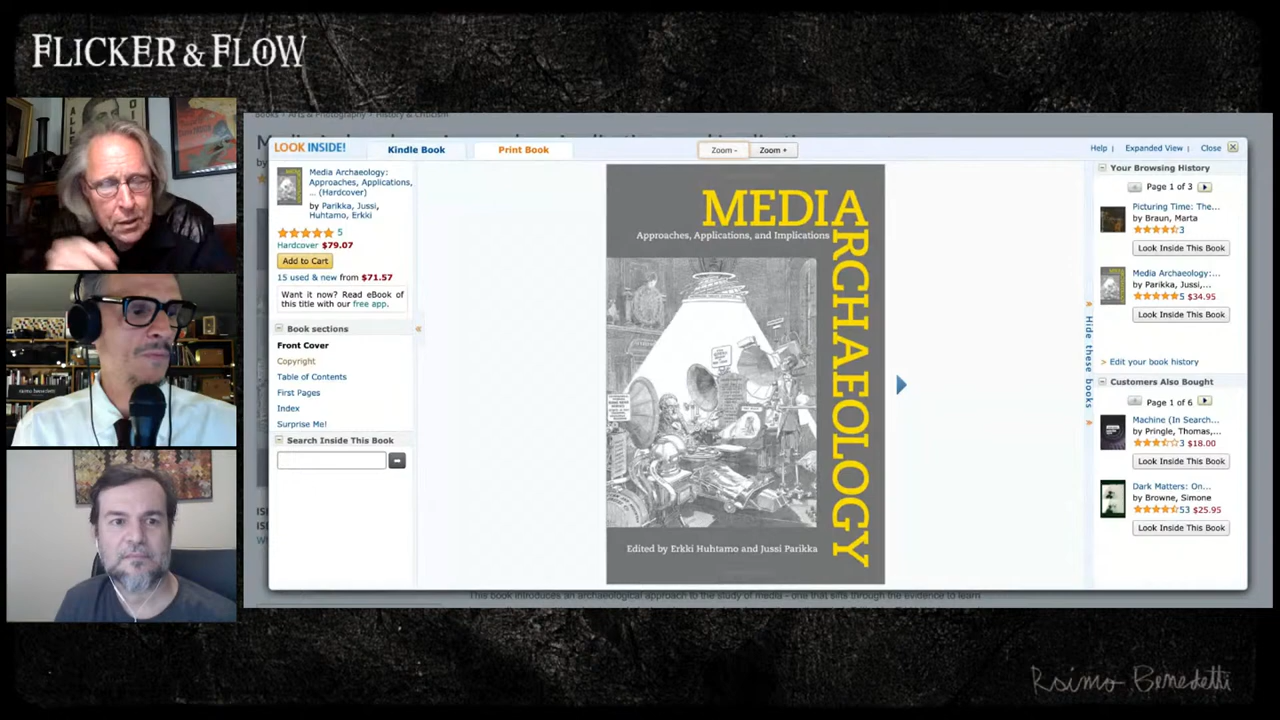 FLICKER & FLOW
Books › Arts & Photography › History & Criticism
LOOK INSIDE!
Kindle Book
Print Book
Zoom -
Zoom +
Help |
Expanded View |
Close
Media Archaeology:
Approaches, Applications,
... (Hardcover)
by Parikka, Jussi,
Huhtamo, Erkki
5
Hardcover $79.07
Add to Cart
15 used & new from $71.57
Want it now? Read eBook of
this title with our free app.
Book sections
Front Cover
Copyright
Table of Contents
First Pages
Index
Surprise Me!
Search Inside This Book
MEDIA
ARCHAEOLOGY
Approaches, Applications, and Implications
Edited by Erkki Huhtamo and Jussi Parikka
Hide these books
Your Browsing History
Page 1 of 3
Picturing Time: The...
by Braun, Marta
3
Look Inside This Book
Media Archaeology:...
by Parikka, Jussi,...
5 $34.95
Look Inside This Book
> Edit your book history
Customers Also Bought
Page 1 of 6
Machine (In Search...
by Pringle, Thomas,...
3 $18.00
Look Inside This Book
Dark Matters: On...
by Browne, Simone
53 $25.95
Look Inside This Book
This book introduces an archaeological approach to the study of media - one that sifts through the evidence to learn